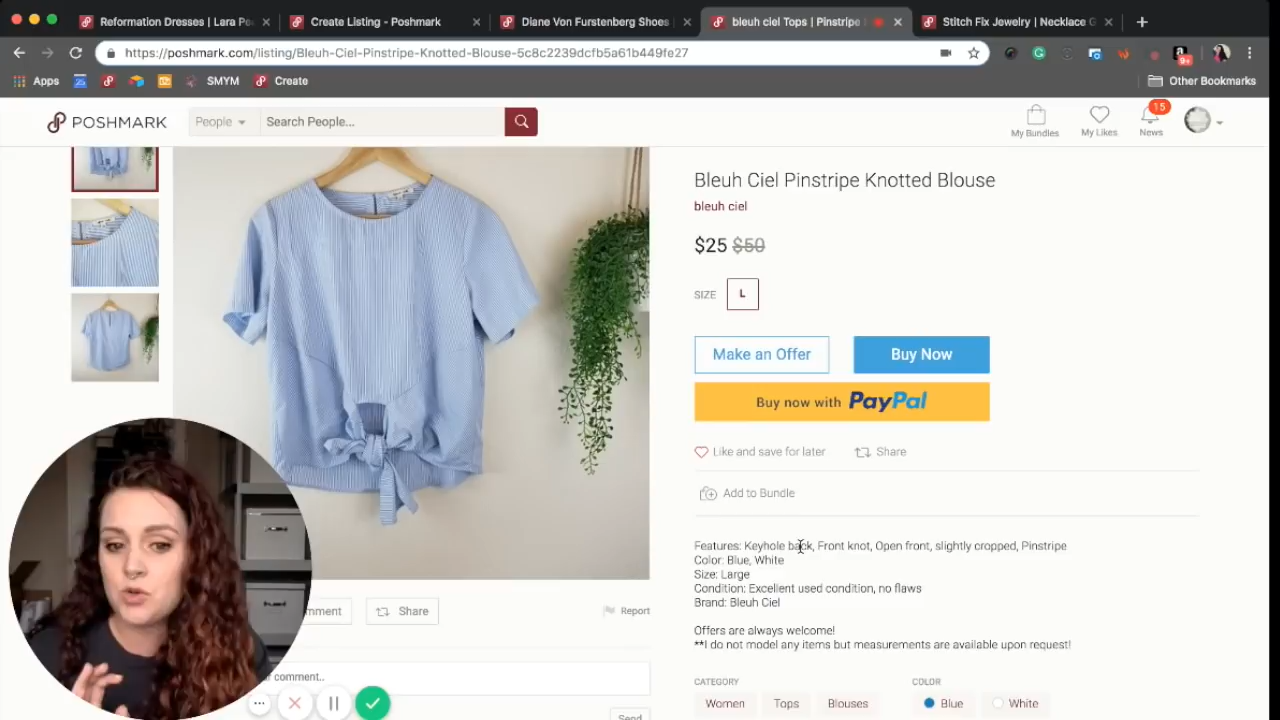 Reformation Dresses | Lara Po
Create Listing - Poshmark
Diane Von Furstenberg Shoes
bleuh ciel Tops | Pinstripe
Stitch Fix Jewelry | Necklace G
https://poshmark.com/listing/Bleuh-Ciel-Pinstripe-Knotted-Blouse-5c8c2239dcfb5a61b449fe27
9+
Apps
SMYM
Create
Other Bookmarks
POSHMARK
People
Search People...
My Bundles
My Likes
15
News
Bleuh Ciel Pinstripe Knotted Blouse
bleuh ciel
$25 $50
SIZE
L
Make an Offer
Buy Now
Buy now with PayPal
Like and save for later
Share
Add to Bundle
Features: Keyhole back, Front knot, Open front, slightly cropped, Pinstripe
Color: Blue, White
Size: Large
Condition: Excellent used condition, no flaws
Brand: Bleuh Ciel
Offers are always welcome!
**I do not model any items but measurements are available upon request!
mment
Share
Report
r comment..
Send
CATEGORY
Women
Tops
Blouses
COLOR
Blue
White